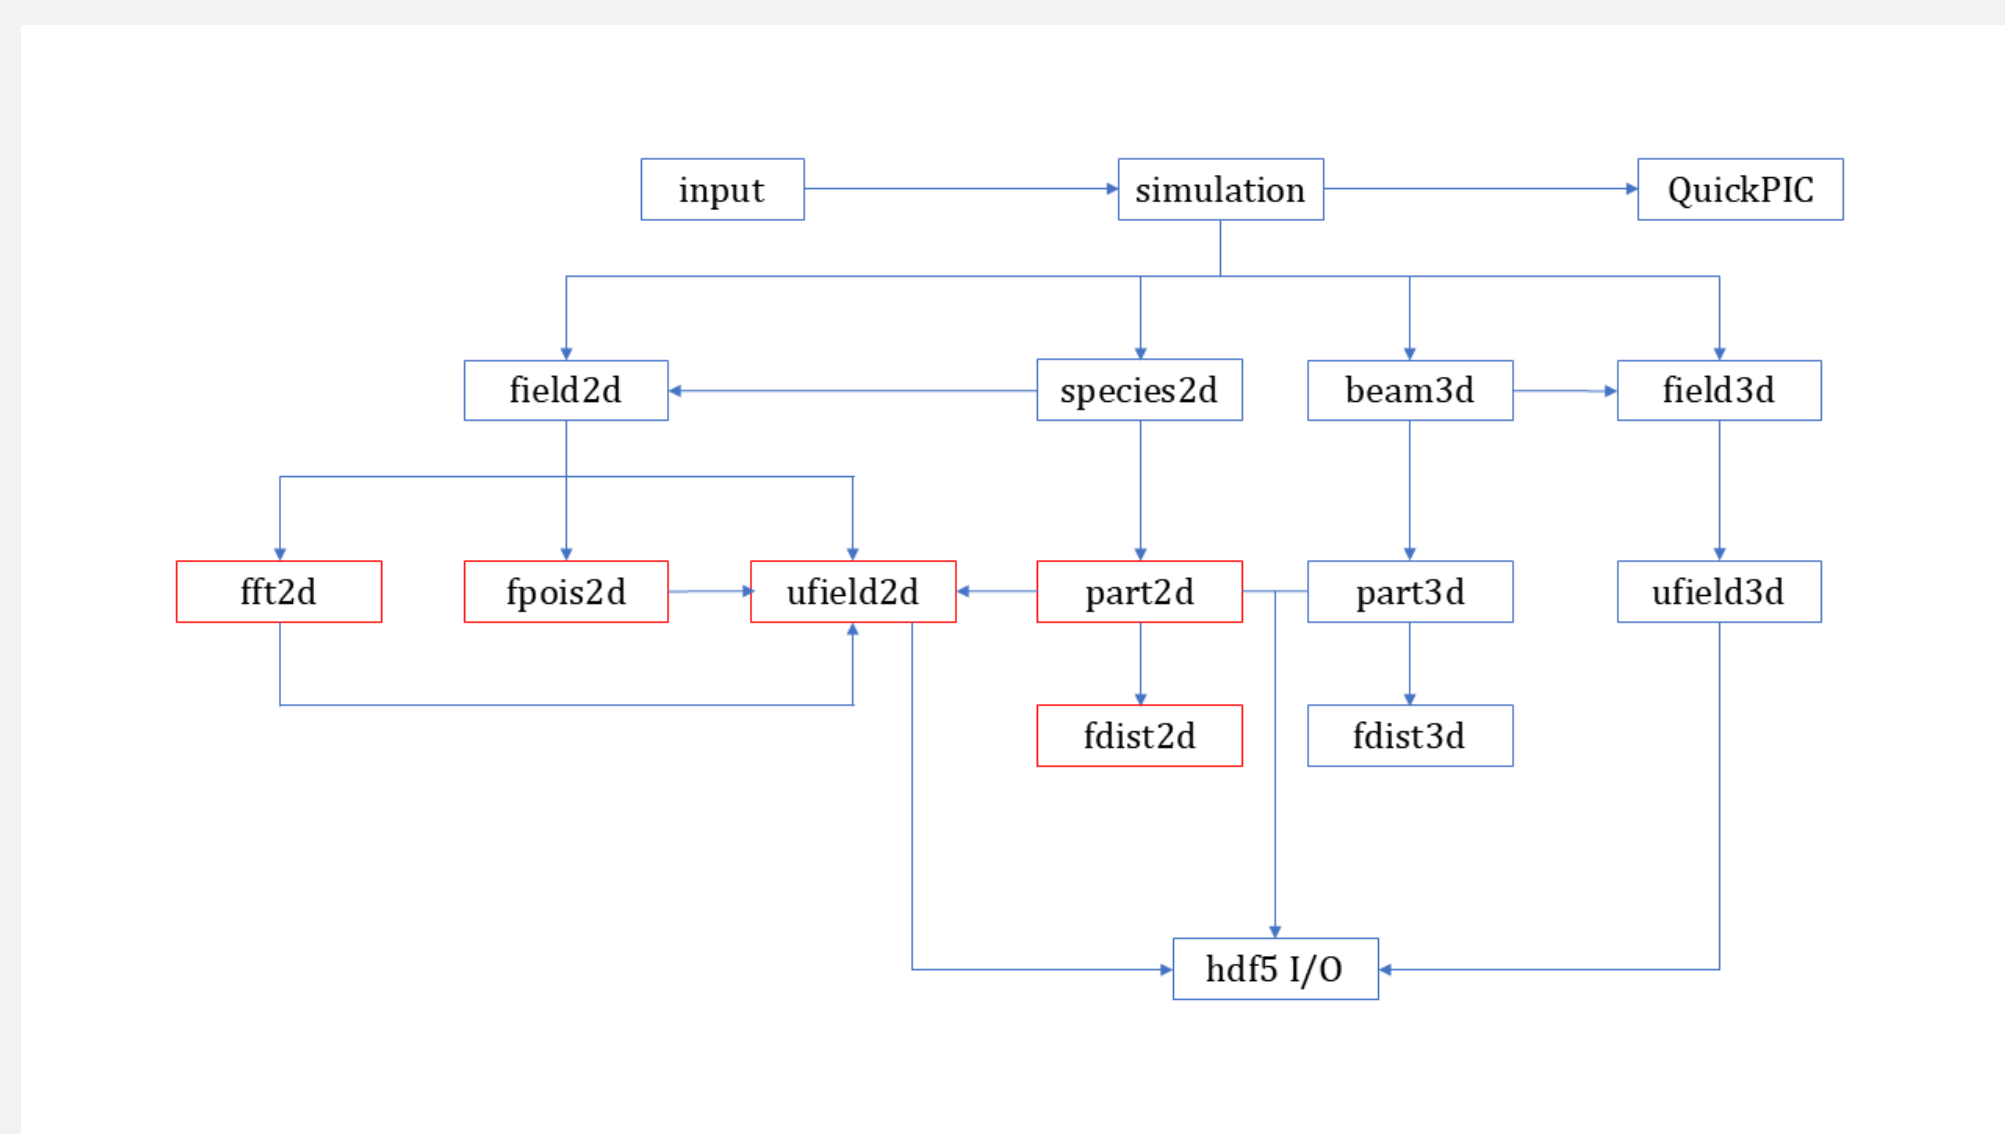 input
simulation
QuickPIC
field2d
species2d
beam3d
field3d
fft2d
fpois2d
ufield2d
part2d
part3d
ufield3d
fdist2d
fdist3d
hdf5 I/O